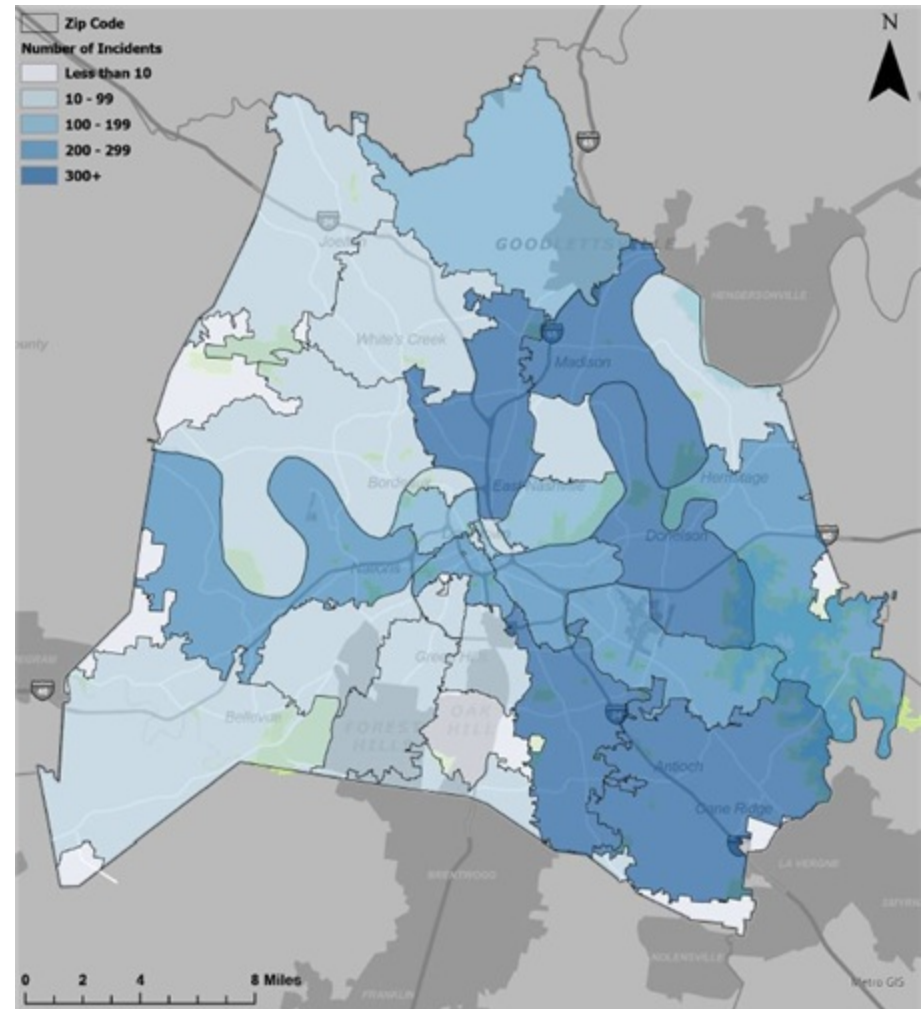 Zip Code
N
Number of Incidents
Less than 10
10 - 99
100 - 199
200 - 299
300+
GOODLETTSVILLE
Joelton
HENDERSONVILLE
White's Creek
ounty
Madison
Hermitage
Bordeaux
East Nashville
Donelson
Nations
Green Hills
Bellevue
FOREST
HILLS
OAK
HILL
Antioch
Cane Ridge
LA VERGNE
BRENTWOOD
NOLENSVILLE
FRANKLIN
Metro GIS
0 2 4 8 Miles